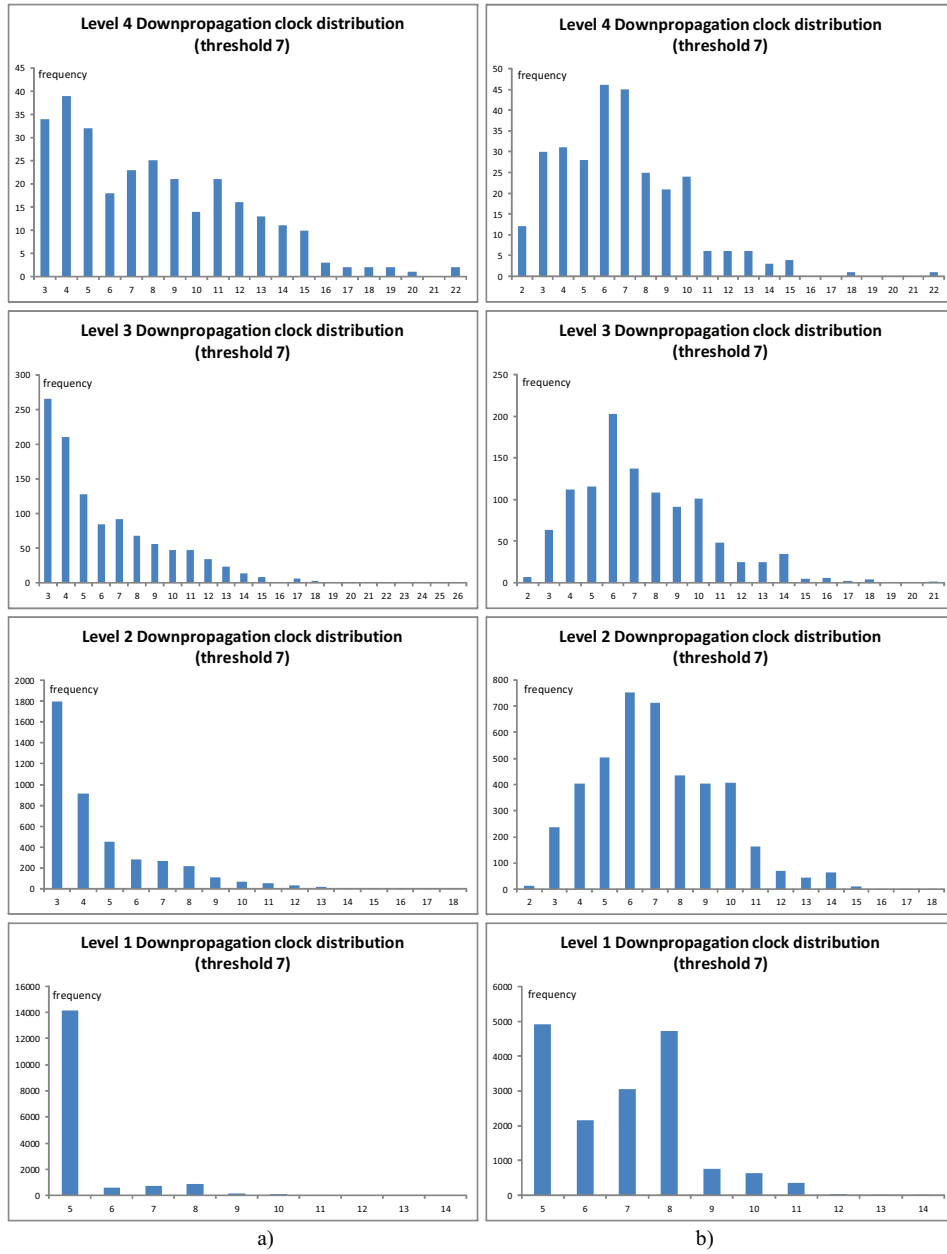 Level 4 Downpropagation clock distribution
(threshold 7)
frequency
45
40
35
30
25
20
15
10
5
0
3 4 5 6 7 8 9 10 11 12 13 14 15 16 17 18 19 20 21 22
Level 4 Downpropagation clock distribution
(threshold 7)
frequency
50
45
40
35
30
25
20
15
10
5
0
2 3 4 5 6 7 8 9 10 11 12 13 14 15 16 17 18 19 20 21 22
Level 3 Downpropagation clock distribution
(threshold 7)
frequency
300
250
200
150
100
50
0
3 4 5 6 7 8 9 10 11 12 13 14 15 16 17 18 19 20 21 22 23 24 25 26
Level 3 Downpropagation clock distribution
(threshold 7)
frequency
250
200
150
100
50
0
2 3 4 5 6 7 8 9 10 11 12 13 14 15 16 17 18 19 20 21
Level 2 Downpropagation clock distribution
(threshold 7)
frequency
2000
1800
1600
1400
1200
1000
800
600
400
200
0
3 4 5 6 7 8 9 10 11 12 13 14 15 16 17 18
Level 2 Downpropagation clock distribution
(threshold 7)
frequency
800
700
600
500
400
300
200
100
0
2 3 4 5 6 7 8 9 10 11 12 13 14 15 16 17 18
Level 1 Downpropagation clock distribution
(threshold 7)
frequency
16000
14000
12000
10000
8000
6000
4000
2000
0
5 6 7 8 9 10 11 12 13 14
Level 1 Downpropagation clock distribution
(threshold 7)
frequency
6000
5000
4000
3000
2000
1000
0
5 6 7 8 9 10 11 12 13 14
a)
b)